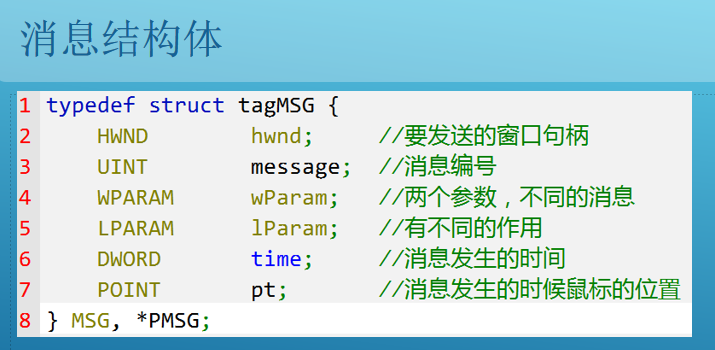 消息结构体
1 typedef struct tagMSG {
2     HWND        hwnd;     //要发送的窗口句柄
3     UINT        message;  //消息编号
4     WPARAM      wParam;   //两个参数，不同的消息
5     LPARAM      lParam;   //有不同的作用
6     DWORD       time;     //消息发生的时间
7     POINT       pt;       //消息发生的时候鼠标的位置
8 } MSG, *PMSG;